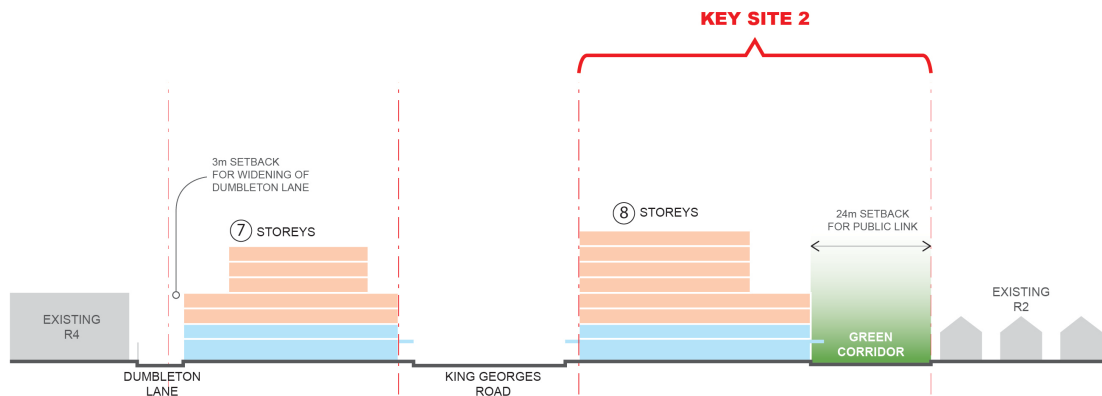 KEY SITE 2
3m SETBACK
FOR WIDENING OF
DUMBLETON LANE
7 STOREYS
8 STOREYS
24m SETBACK
FOR PUBLIC LINK
EXISTING
R4
EXISTING
R2
GREEN
CORRIDOR
DUMBLETON
LANE
KING GEORGES
ROAD